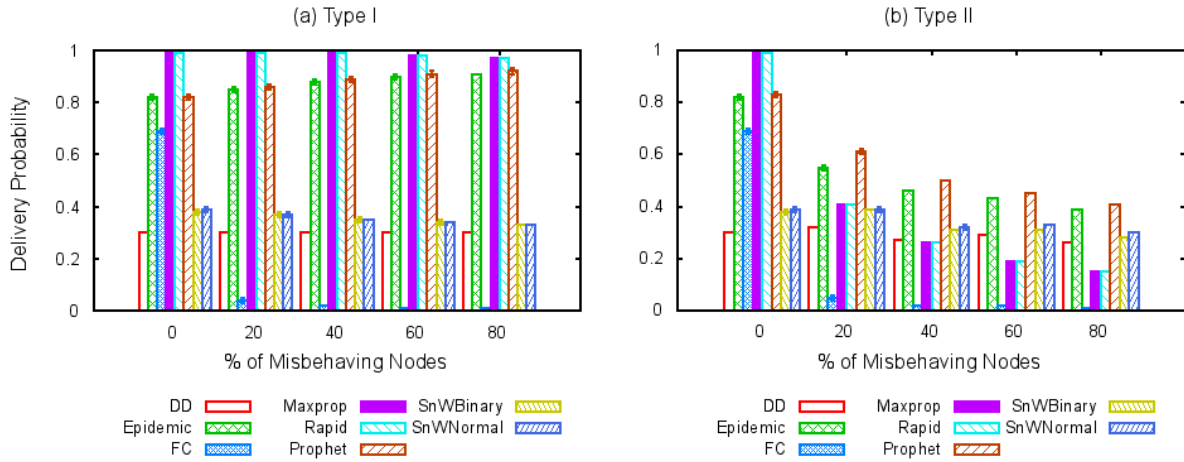 (a) Type I
Delivery Probability
1
0.8
0.6
0.4
0.2
0
0 20 40 60 80
% of Misbehaving Nodes
DD Maxprop SnWBinary
Epidemic Rapid SnWNormal
FC Prophet
(b) Type II
1
0.8
0.6
0.4
0.2
0
0 20 40 60 80
% of Misbehaving Nodes
DD Maxprop SnWBinary
Epidemic Rapid SnWNormal
FC Prophet